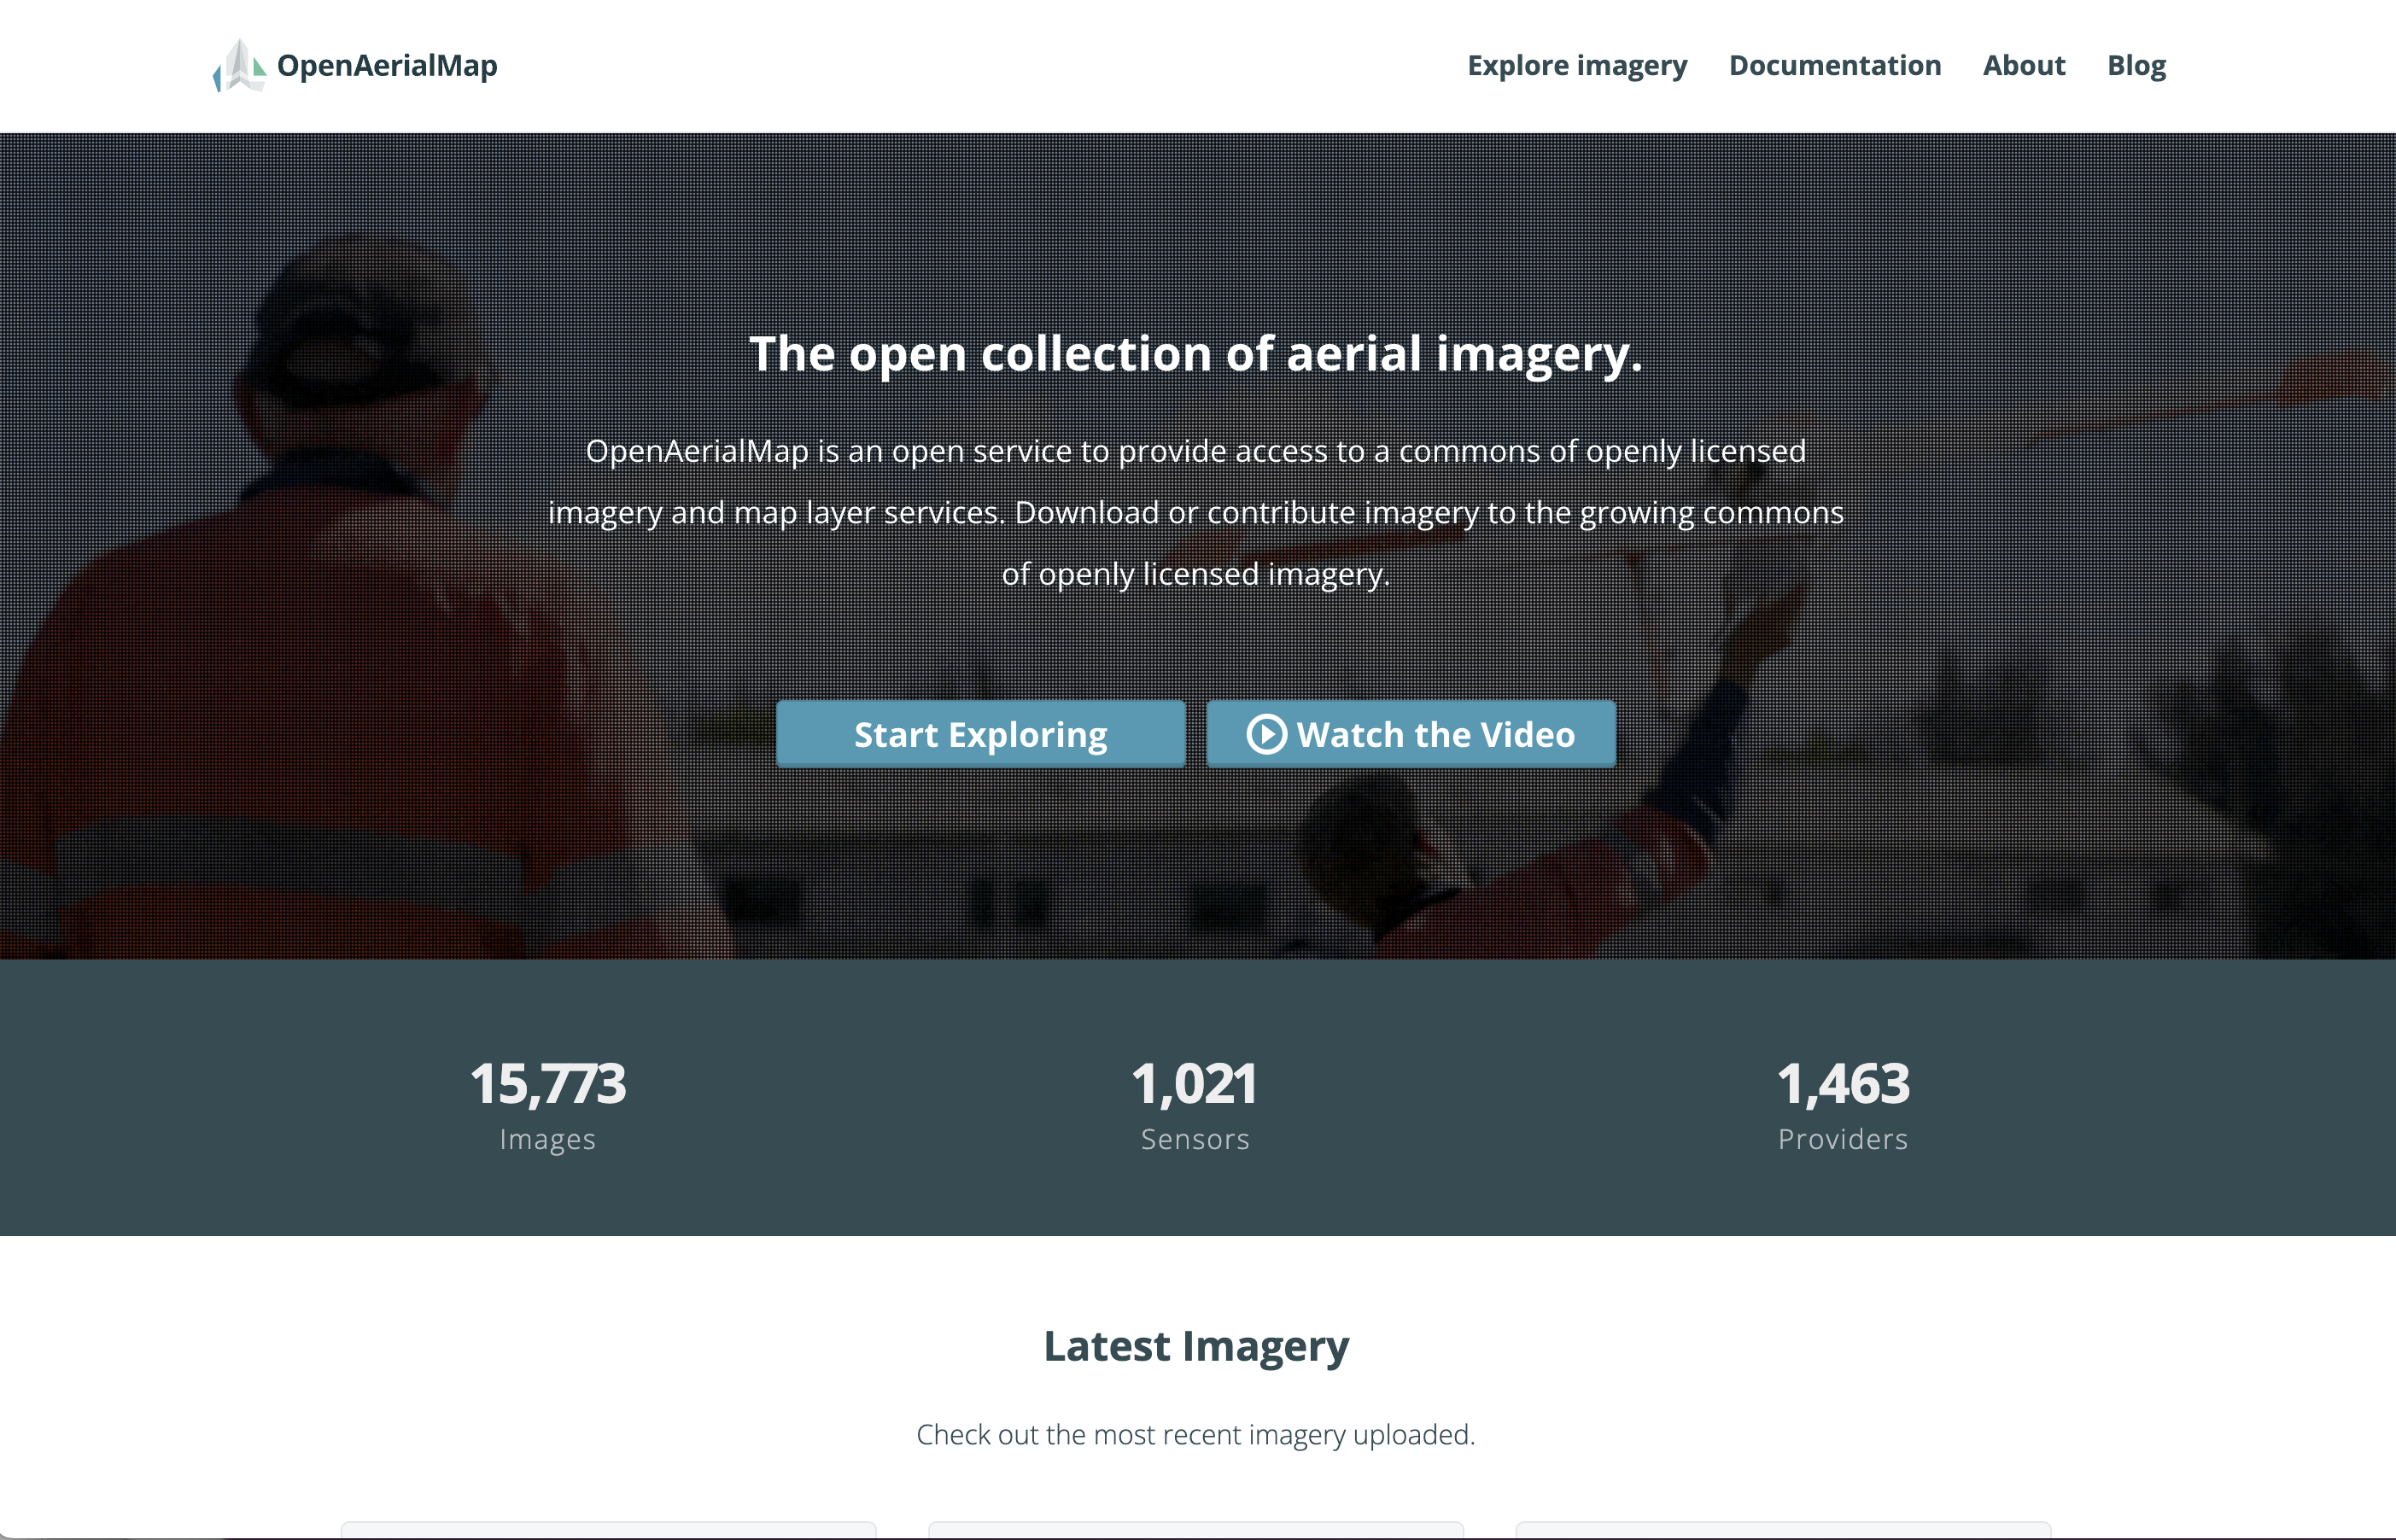 OpenAerialMap
Explore imagery Documentation About Blog
The open collection of aerial imagery.
OpenAerialMap is an open service to provide access to a commons of openly licensed
imagery and map layer services. Download or contribute imagery to the growing commons
of openly licensed imagery.
Start Exploring
Watch the Video
15,773
Images
1,021
Sensors
1,463
Providers
Latest Imagery
Check out the most recent imagery uploaded.